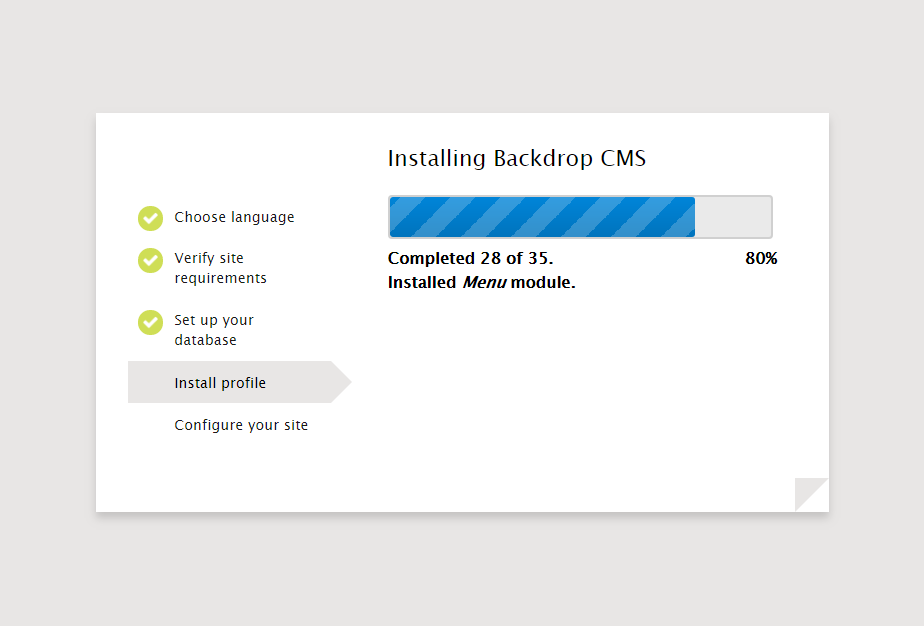 Installing Backdrop CMS
Choose language
Verify site
requirements
Set up your
database
Install profile
Configure your site
Completed 28 of 35.
80%
Installed Menu module.